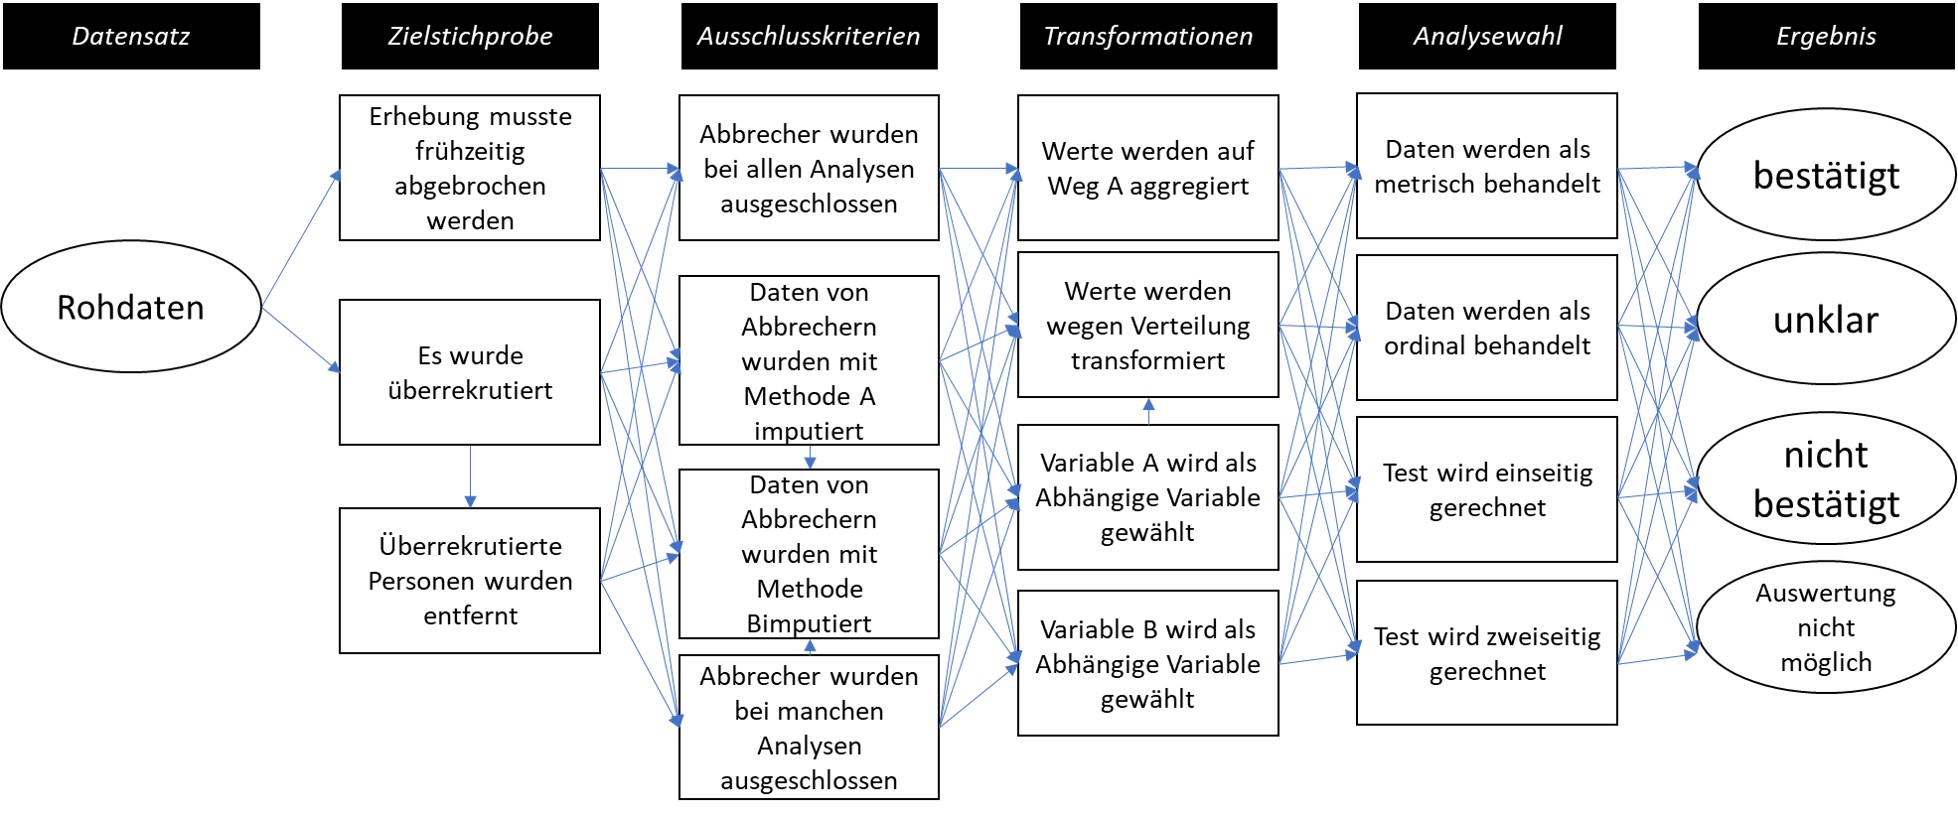 Datensatz
Zielstichprobe
Ausschlusskriterien
Transformationen
Analysewahl
Ergebnis
Rohdaten
Erhebung musste
frühzeitig
abgebrochen
werden
Es wurde
überrekrutiert
Überrekrutierte
Personen wurden
entfernt
Abbrecher wurden
bei allen Analysen
ausgeschlossen
Daten von
Abbrechern
wurden mit
Methode A
imputiert
Daten von
Abbrechern
wurden mit
Methode
Bimputiert
Abbrecher wurden
bei manchen
Analysen
ausgeschlossen
Werte werden auf
Weg A aggregiert
Werte werden
wegen Verteilung
transformiert
Variable A wird als
Abhängige Variable
gewählt
Variable B wird als
Abhängige Variable
gewählt
Daten werden als
metrisch behandelt
Daten werden als
ordinal behandelt
Test wird einseitig
gerechnet
Test wird zweiseitig
gerechnet
bestätigt
unklar
nicht
bestätigt
Auswertung
nicht
möglich